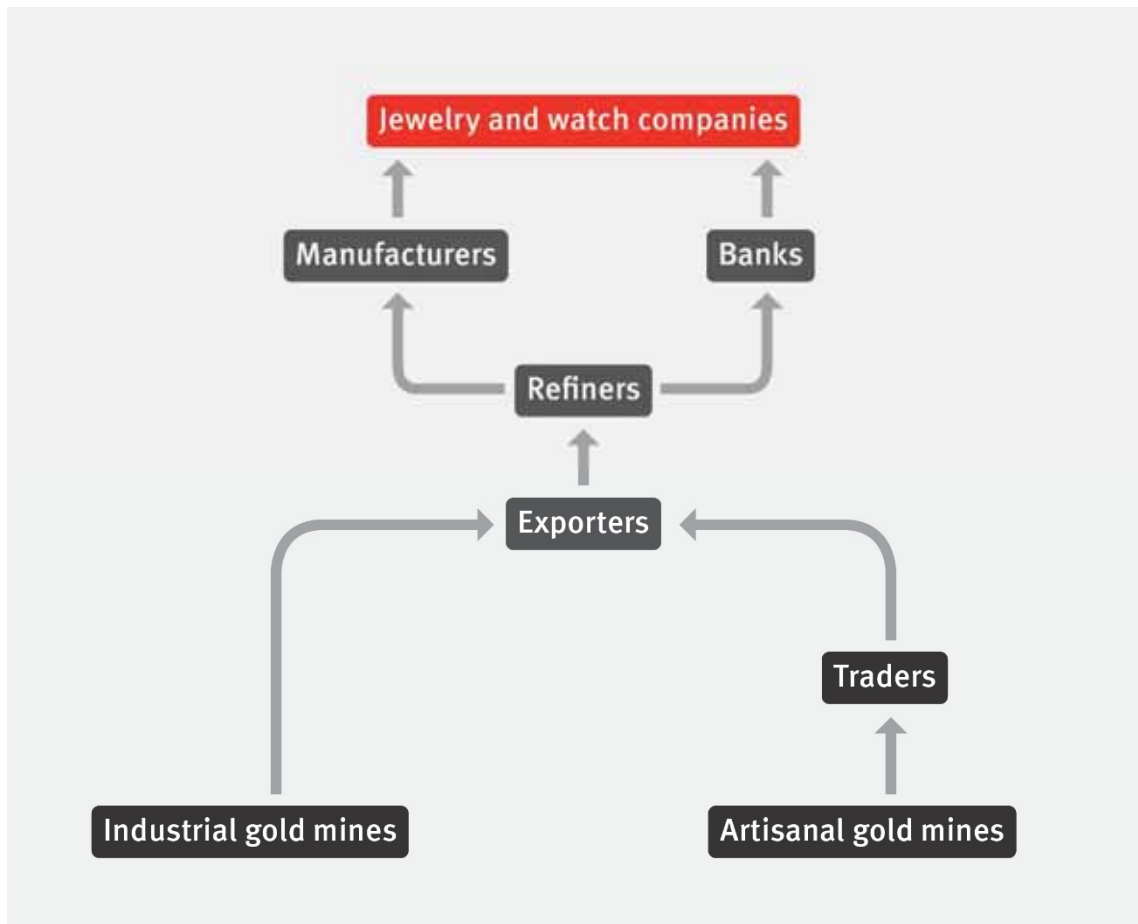 Jewelry and watch companies
Manufacturers
Banks
Refiners
Exporters
Traders
Industrial gold mines
Artisanal gold mines